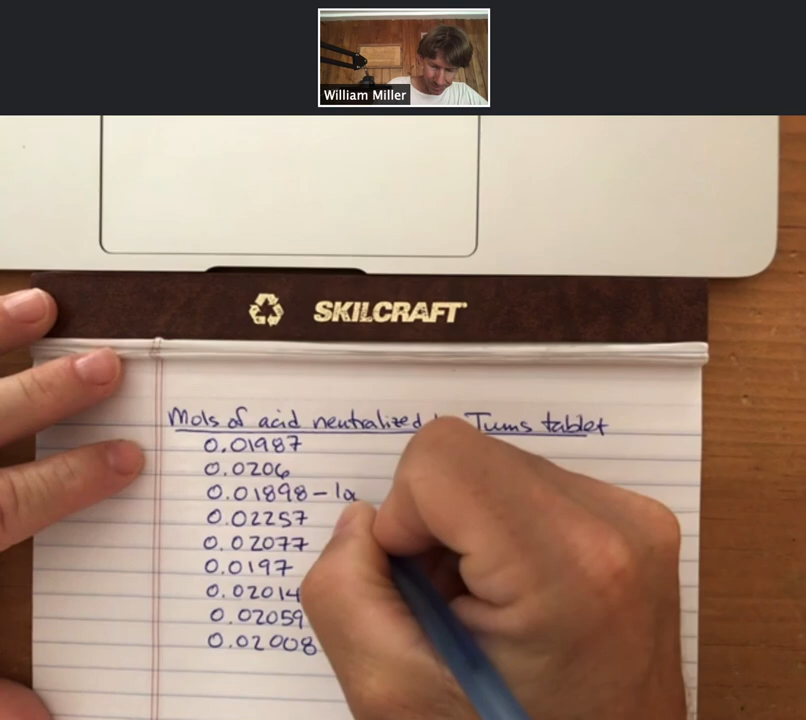 William Miller
SKILCRAFT
Mols of acid neutralized Tums tablet
0.01987
0.0206
0.01898 - lo
0.02257
0.02077
0.0197
0.02014
0.02059
0.02008